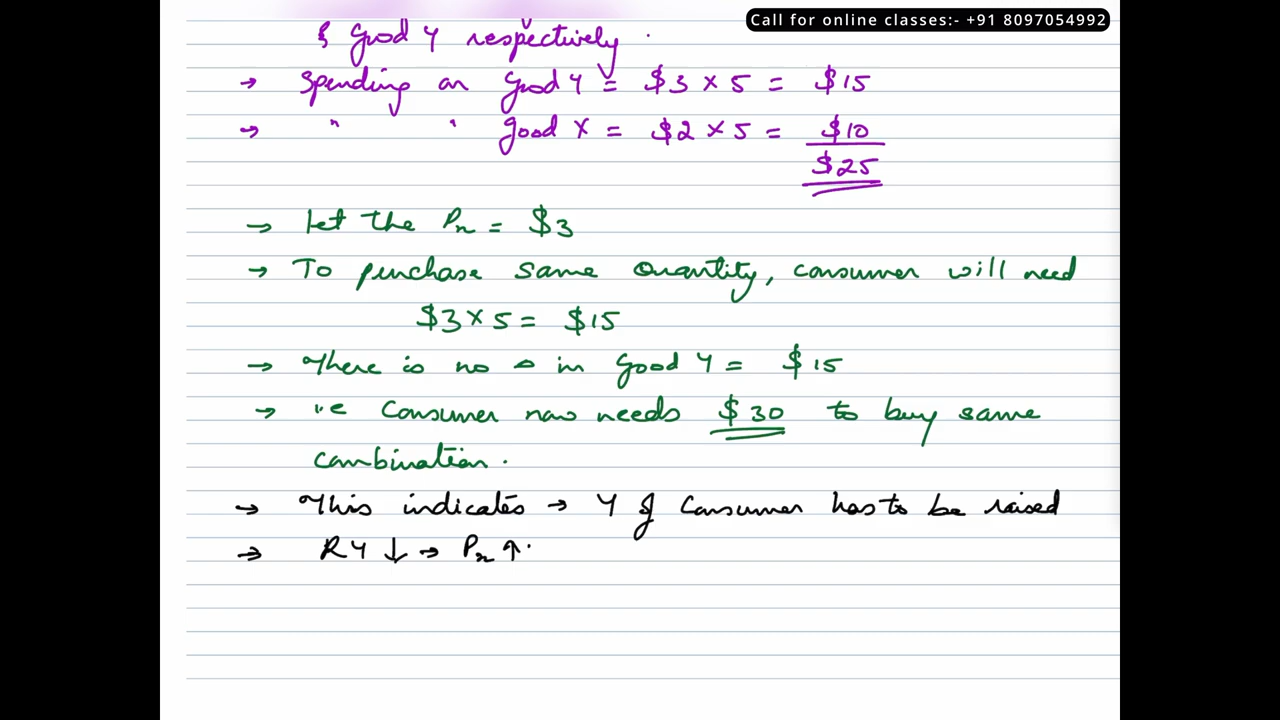 Call for online classes:- +91 8097054992
& Good Y respectively.
→ Spending on Good Y = $3 × 5 = $15
→ " " good X = $2 × 5 = $10
$25
→ Let the Px = $3
→ To purchase same Quantity, consumer will need
$3 × 5 = $15
→ There is no Δ in Good Y = $15
→ ie Consumer now needs $30 to buy same
combination.
→ This indicates → Y of Consumer has to be raised
→ RY ↓ → Px ↑.